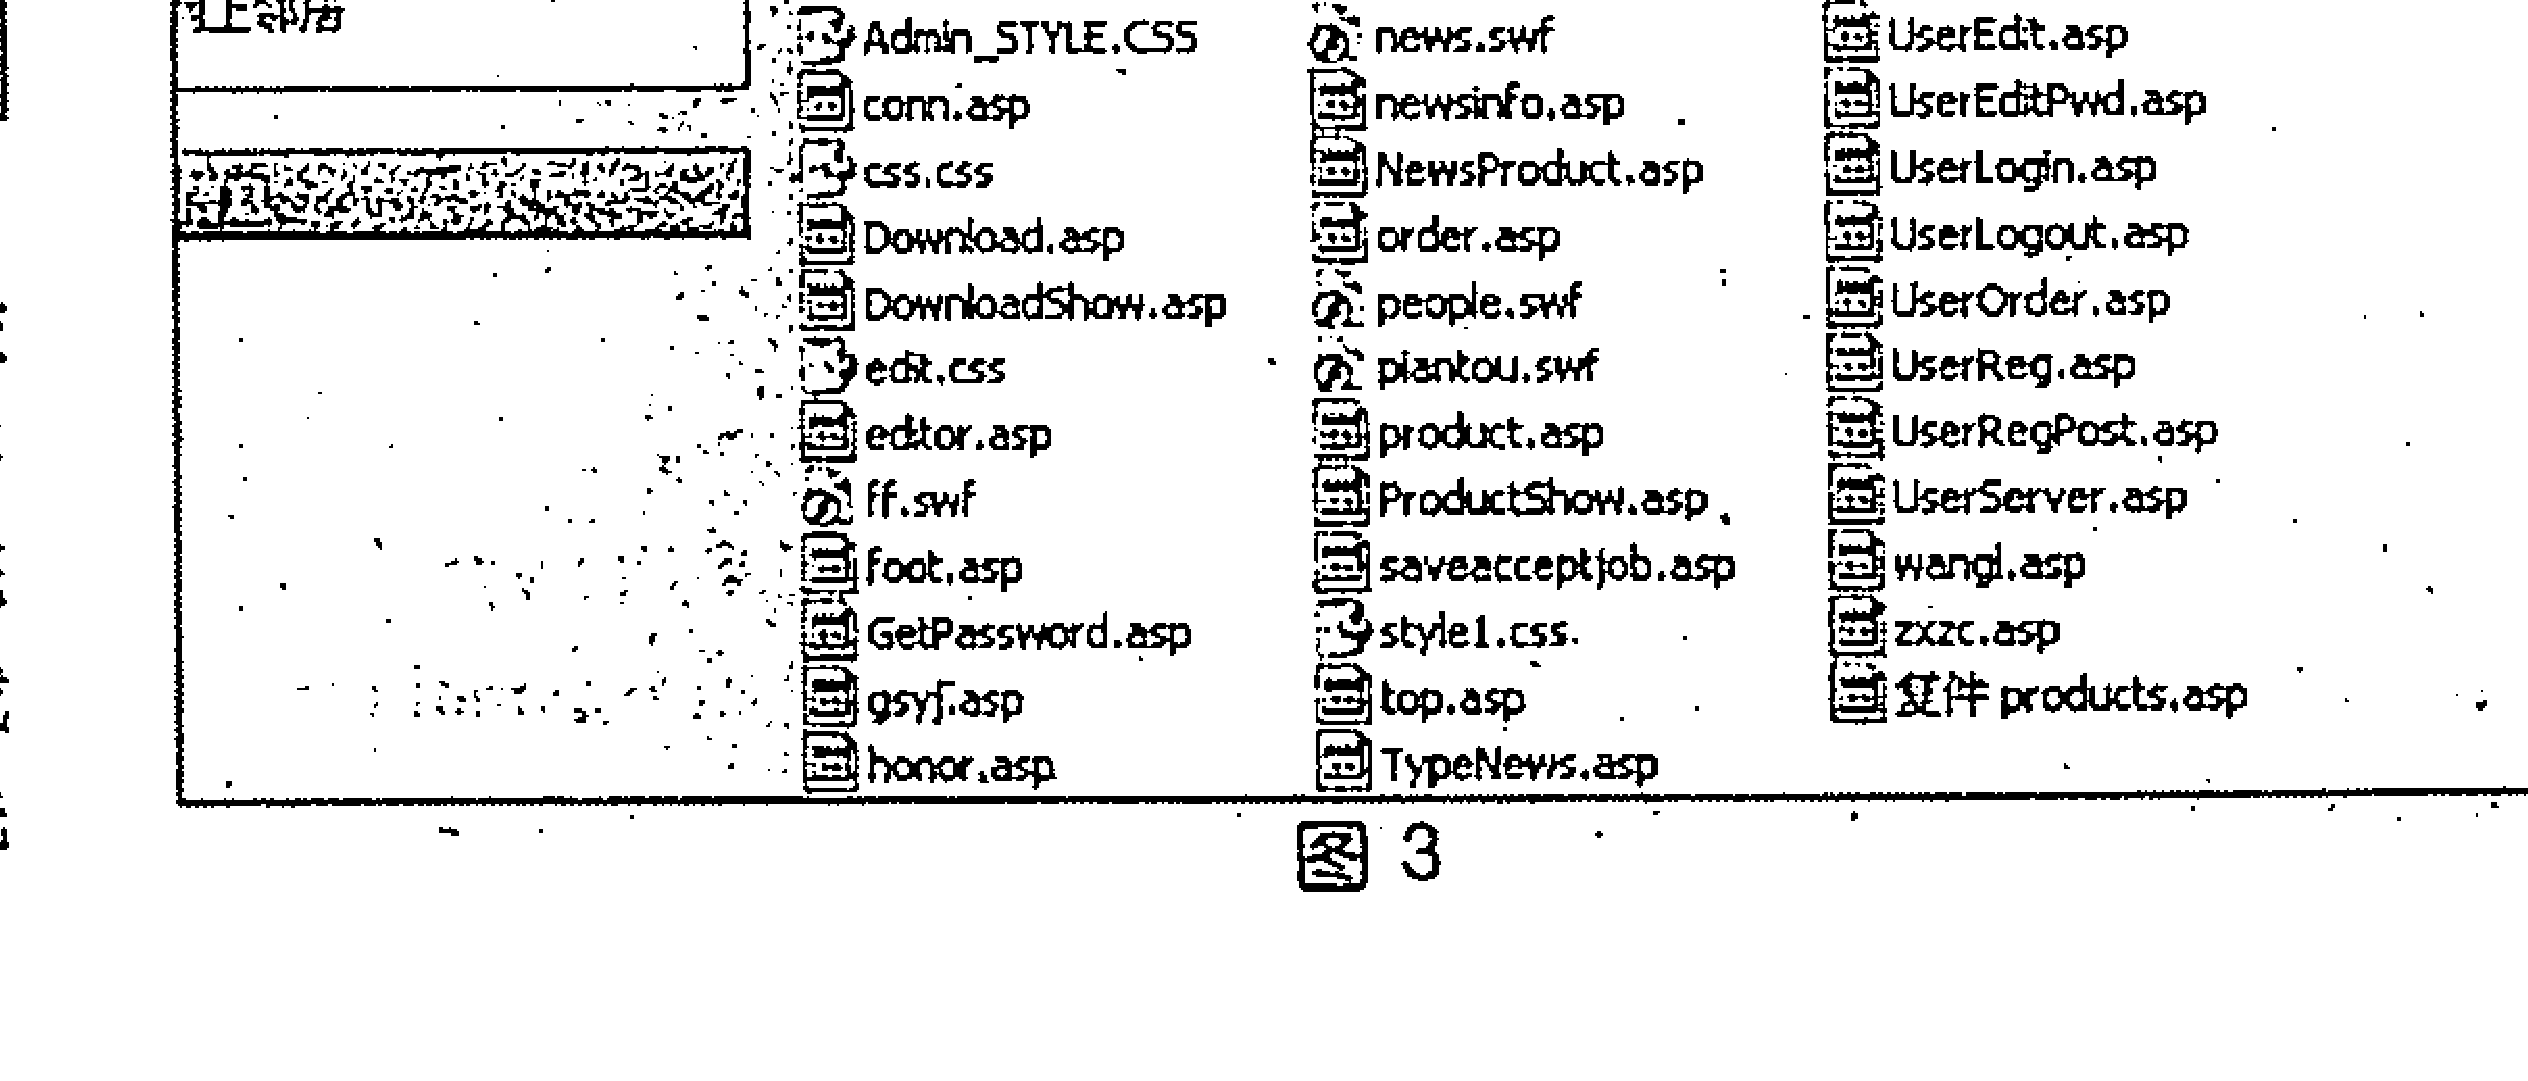 Admin_STYLE.CSS
conn.asp
css.css
Download.asp
DownloadShow.asp
edit.css
editor.asp
ff.swf
foot.asp
GetPassword.asp
gsyj.asp
honor.asp
news.swf
newsinfo.asp
NewsProduct.asp
order.asp
people.swf
piantou.swf
product.asp
ProductShow.asp
saveacceptjob.asp
style1.css
top.asp
TypeNews.asp
UserEdit.asp
UserEditPwd.asp
UserLogin.asp
UserLogout.asp
UserOrder.asp
UserReg.asp
UserRegPost.asp
UserServer.asp
wangl.asp
zxzc.asp
复件 products.asp
图 3